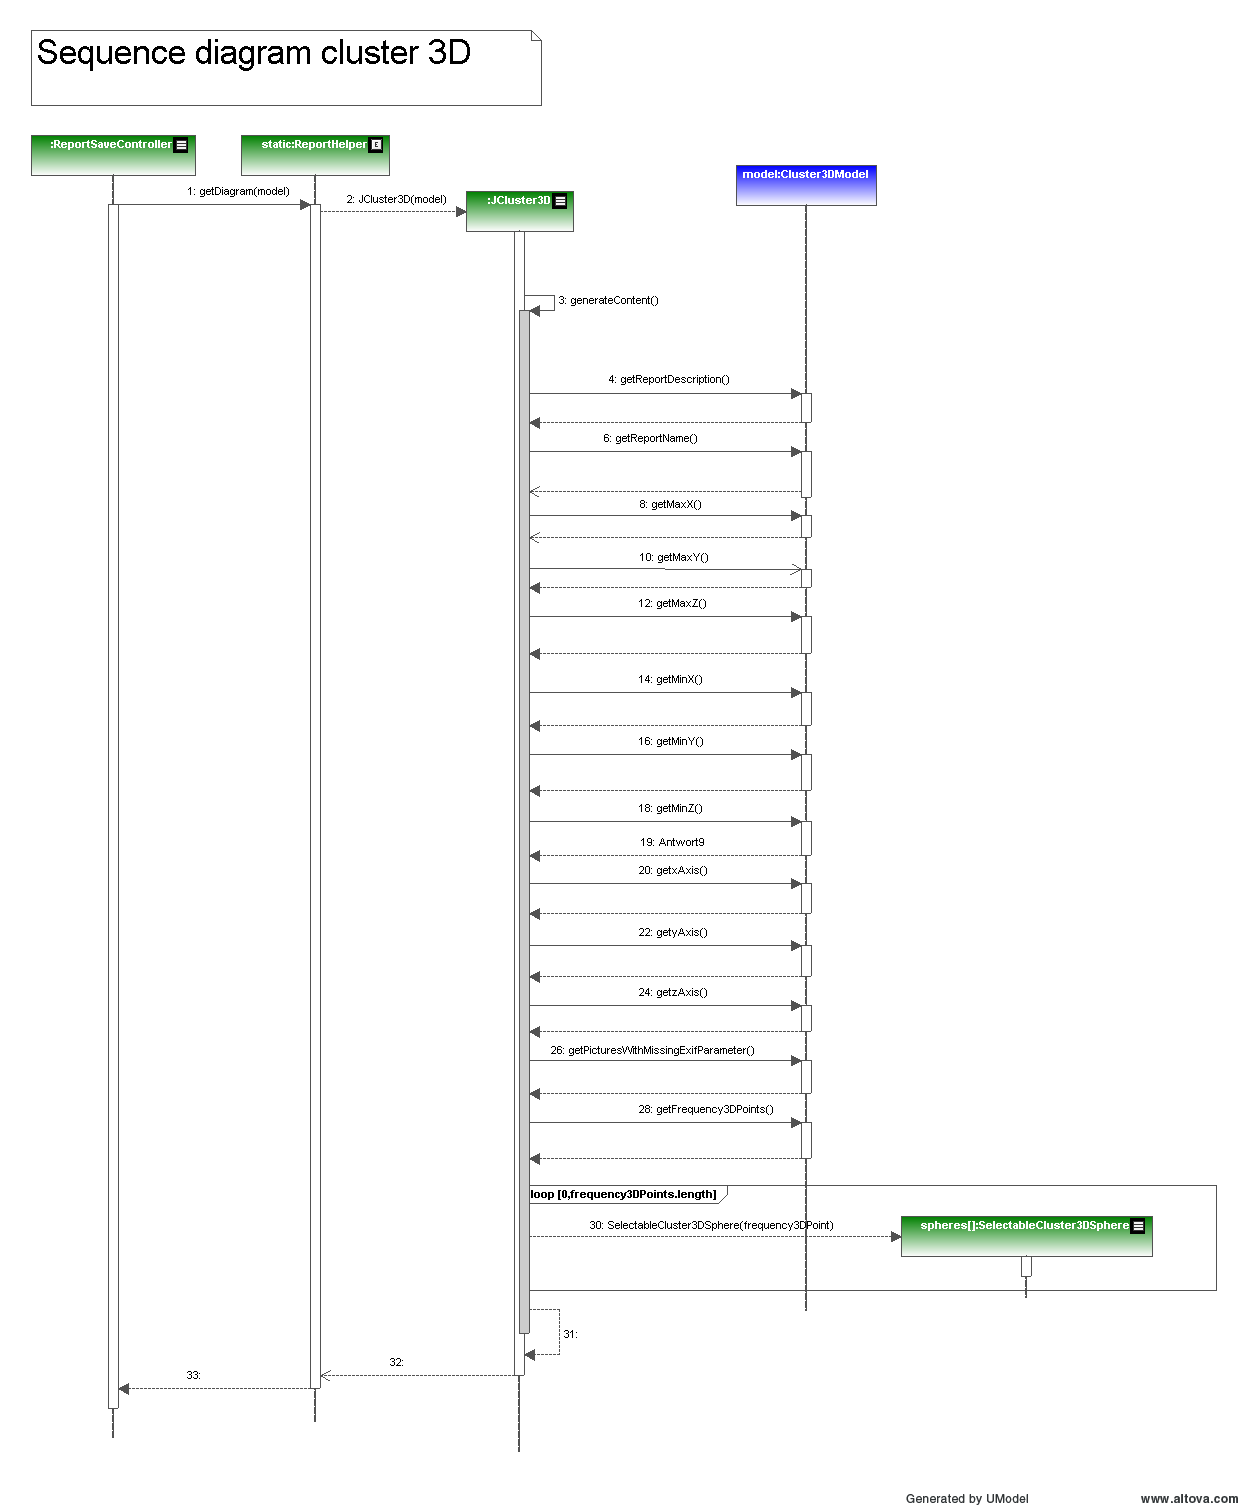 Sequence diagram cluster 3D
:ReportSaveController
static:ReportHelper
E
model:Cluster3DModel
1: getDiagram(model)
2: JCluster3D(model)
:JCluster3D
3: generateContent()
4: getReportDescription()
6: getReportName()
8: getMaxX()
10: getMaxY()
12: getMaxZ()
14: getMinX()
16: getMinY()
18: getMinZ()
19: Antwort9
20: getxAxis()
22: getyAxis()
24: getzAxis()
26: getPicturesWithMissingExifParameter()
28: getFrequency3DPoints()
loop [0,frequency3DPoints.length]
30: SelectableCluster3DSphere(frequency3DPoint)
spheres[]:SelectableCluster3DSphere
31:
32:
33:
Generated by UModel
www.altova.com